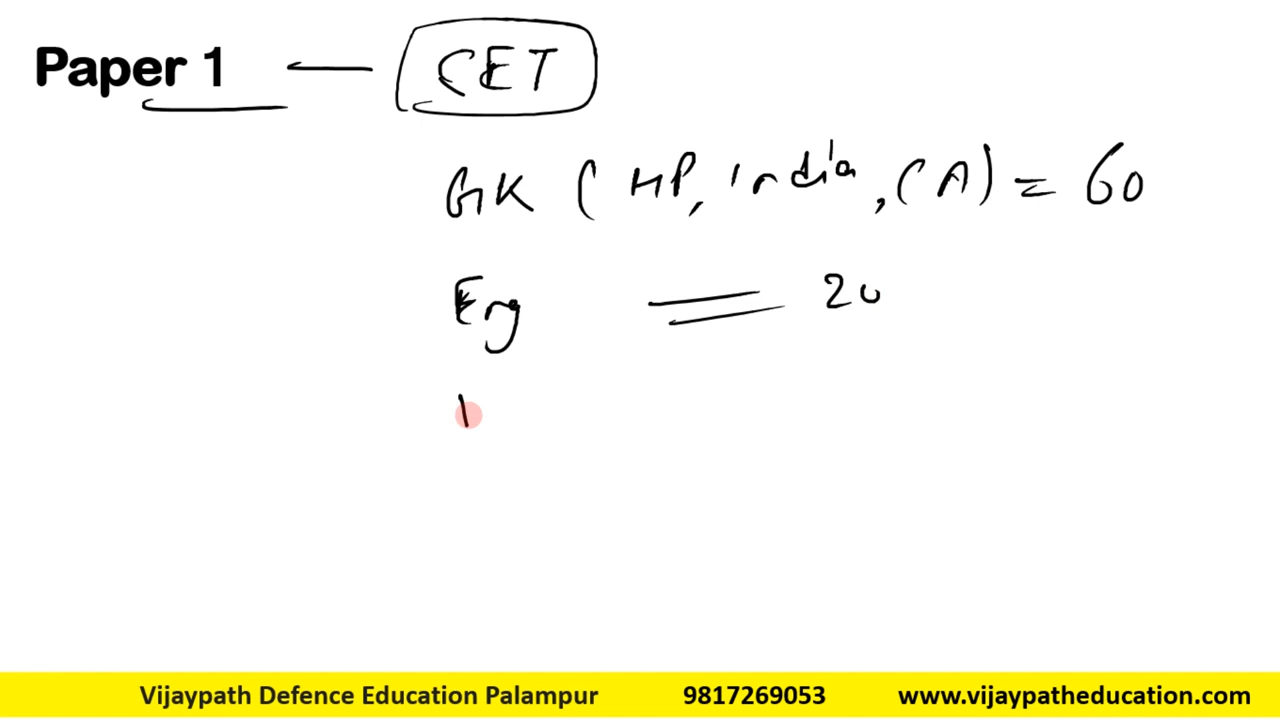 Paper 1 — CET
GK (HP, India, CA) = 60
Eng = 20
Vijaypath Defence Education Palampur 9817269053 www.vijaypatheducation.com